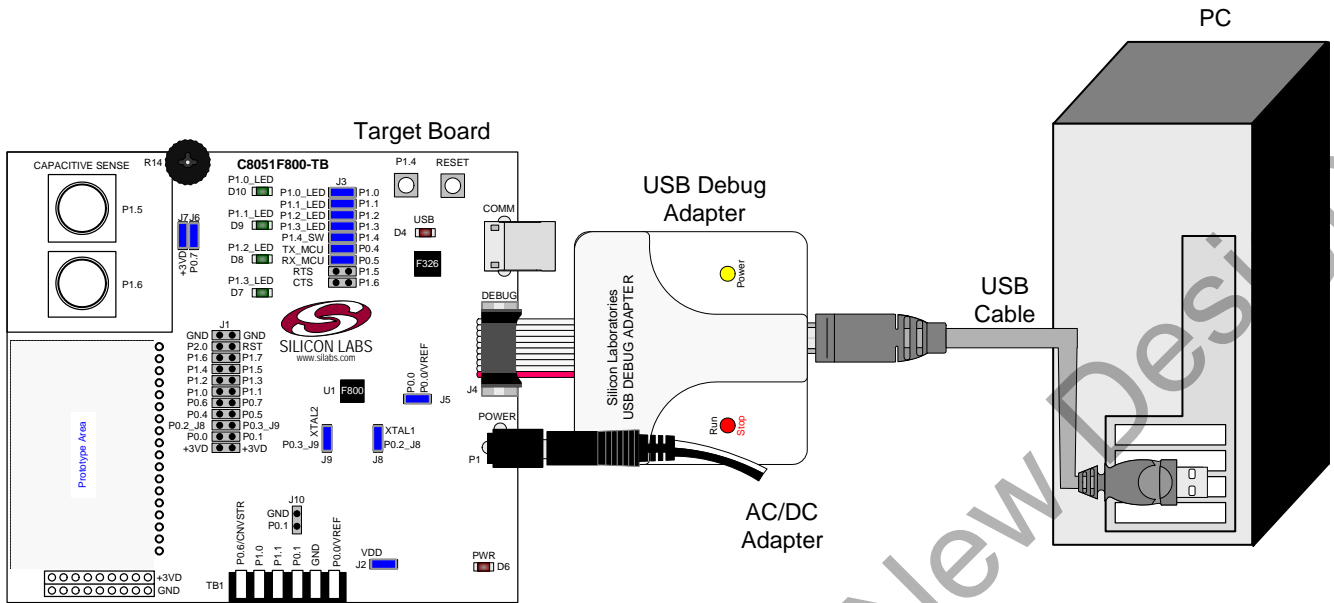 PC
Target Board
CAPACITIVE SENSE
P1.5
P1.6
R14
C8051F800-TB
P1.0_LED
D10
P1.1_LED
D9
P1.2_LED
D8
P1.3_LED
D7
J3
P1.0_LED P1.0
P1.1_LED P1.1
P1.2_LED P1.2
P1.3_LED P1.3
P1.4_SW P1.4
TX_MCU P0.4
RX_MCU P0.5
RTS P1.5
CTS P1.6
P1.4
RESET
USB
D4
F326
COMM
DEBUG
J4
POWER
P1
J7
J6
+3VD
P0.7
J1
GND GND
P2.0 RST
P1.6 P1.7
P1.4 P1.5
P1.2 P1.3
P1.0 P1.1
P0.6 P0.7
P0.4 P0.5
P0.2_J8 P0.3_J9
P0.0 P0.1
+3VD +3VD
SILICON LABS
www.silabs.com
U1
F800
P0.0
P0.0/VREF
J5
XTAL2
P0.3_J9
J9
XTAL1
P0.2_J8
J8
Prototype Area
J10
GND
P0.1
+3VD
GND
TB1
P0.6/CNVSTR
P1.0
P1.1
P0.1
GND
P0.0/VREF
VDD
J2
PWR
D6
USB Debug
Adapter
Silicon Laboratories
USB DEBUG ADAPTER
Power
Run
Stop
USB
Cable
AC/DC
Adapter
New Desi